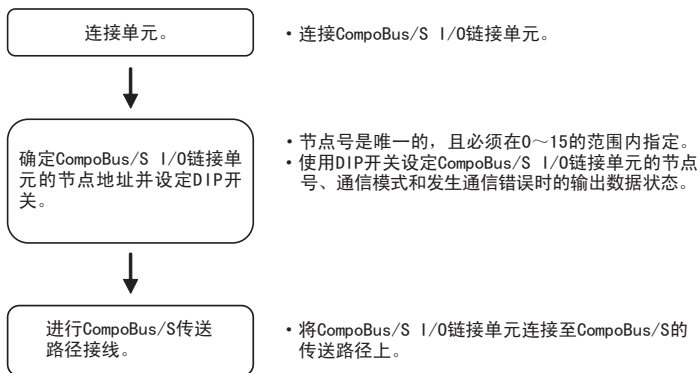 连接单元。
・连接CompoBus/S I/O链接单元。
确定CompoBus/S I/O链接单
元的节点地址并设定DIP开
关。
・节点号是唯一的，且必须在0～15的范围内指定。
・使用DIP开关设定CompoBus/S I/O链接单元的节点
号、通信模式和发生通信错误时的输出数据状态。
进行CompoBus/S传送
路径接线。
・将CompoBus/S I/O链接单元连接至CompoBus/S的
传送路径上。